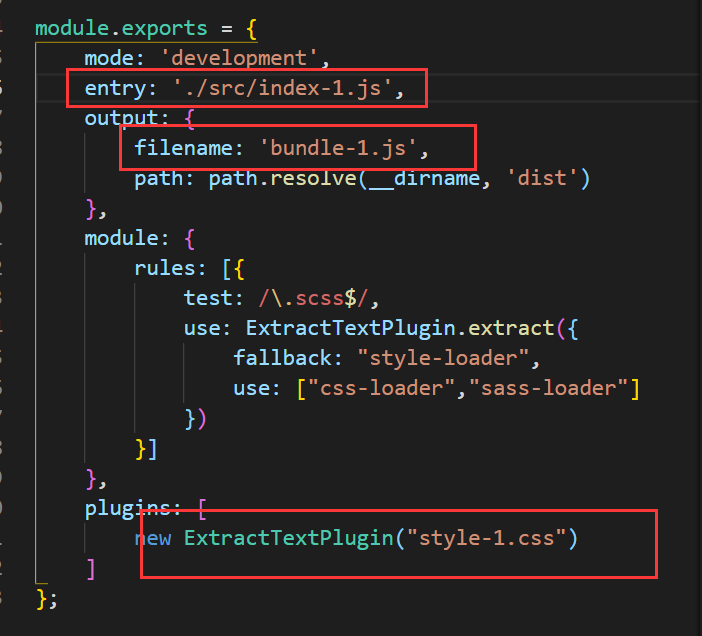 module.exports = {
    mode: 'development',
    entry: './src/index-1.js',
    output: {
        filename: 'bundle-1.js',
        path: path.resolve(__dirname, 'dist')
    },
    module: {
        rules: [{
            test: /\.scss$/,
            use: ExtractTextPlugin.extract({
                fallback: "style-loader",
                use: ["css-loader","sass-loader"]
            })
        }]
    },
    plugins: [
        new ExtractTextPlugin("style-1.css")
    ]
};